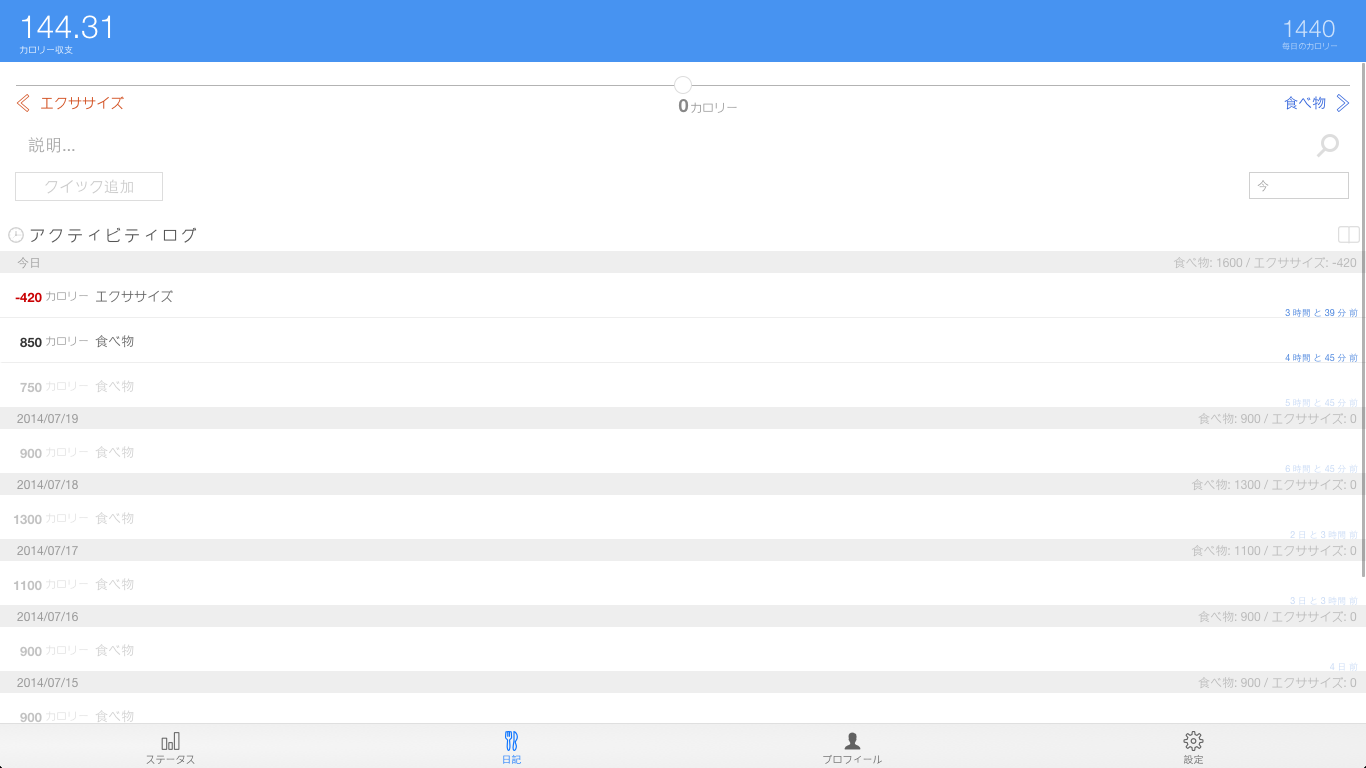 144.31
カロリー収支
1440
毎日のカロリー
エクササイズ
0 カロリー
食べ物
説明...
クイック追加
今
アクティビティログ
今日 食べ物: 1600 / エクササイズ: -420
-420 カロリー エクササイズ
3 時間 と 39 分 前
850 カロリー 食べ物
4 時間 と 45 分 前
750 カロリー 食べ物
5 時間 と 45 分 前
2014/07/19 食べ物: 900 / エクササイズ: 0
900 カロリー 食べ物
6 時間 と 45 分 前
2014/07/18 食べ物: 1300 / エクササイズ: 0
1300 カロリー 食べ物
2 日 と 3 時間 前
2014/07/17 食べ物: 1100 / エクササイズ: 0
1100 カロリー 食べ物
3 日 と 3 時間 前
2014/07/16 食べ物: 900 / エクササイズ: 0
900 カロリー 食べ物
4 日 前
2014/07/15 食べ物: 900 / エクササイズ: 0
900 カロリー 食べ物
ステータス
日記
プロフィール
設定